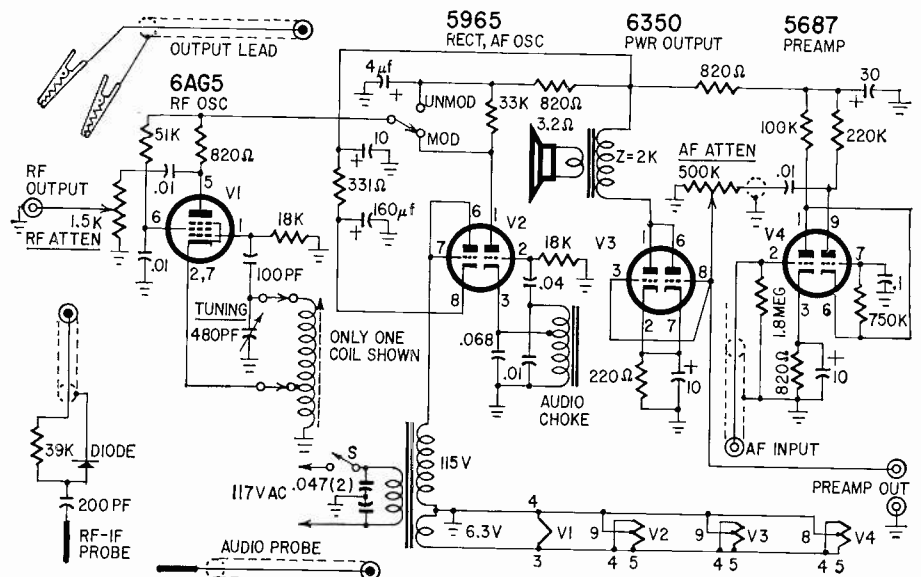 OUTPUT LEAD
6AG5
RF OSC
5965
RECT, AF OSC
6350
PWR OUTPUT
5687
PREAMP
4μf
+
UNMOD
MOD
33K
820Ω
3.2Ω
Z=2K
820Ω
30
+
100K
220K
51K
820Ω
+
10
331Ω
+
160μf
AF ATTEN
500K
.01
RF
OUTPUT
.01
1.5K
RF ATTEN
.01
5
V1
6
1
2,7
18K
100PF
TUNING
480PF
ONLY ONE
COIL SHOWN
6
1
V2
7
2
8
3
18K
.04
.068
.01
AUDIO
CHOKE
V3
1
6
3
8
2
7
220Ω
+
10
V4
1
9
2
7
3
6
.1
750K
1.8MEG
820Ω
+
10
AF INPUT
PREAMP OUT
39K
DIODE
200PF
RF-IF
PROBE
S
.047(2)
117VAC
115V
6.3V
AUDIO PROBE
4
V1
3
9
V2
4 5
9
V3
4 5
8
V4
4 5